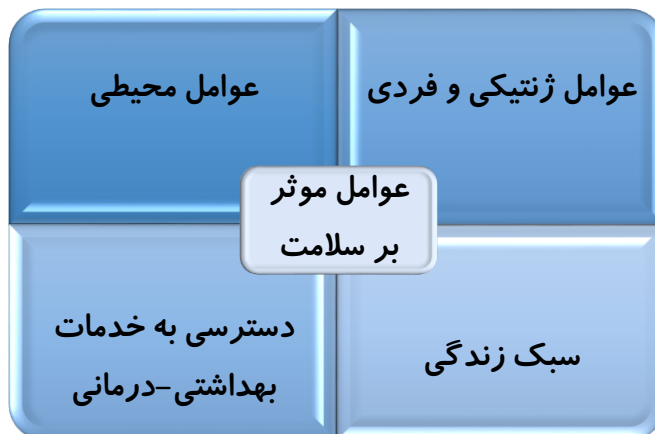 عوامل ژنتیکی و فردی
عوامل محیطی
عوامل موثر
بر سلامت
سبک زندگی
دسترسی به خدمات
بهداشتی-درمانی